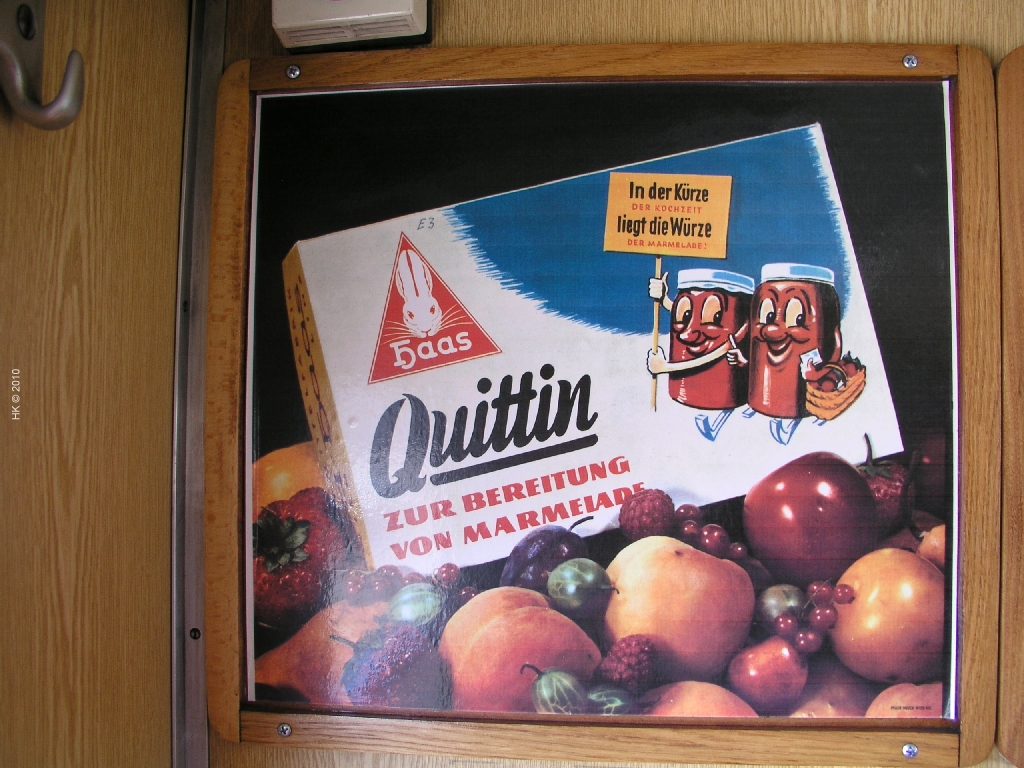 In der Kürze
DER KOCHZEIT
liegt die Würze
DER MARMELADE!
E3
Haas
Quittin
ZUR BEREITUNG
VON MARMELADE
HK © 2010